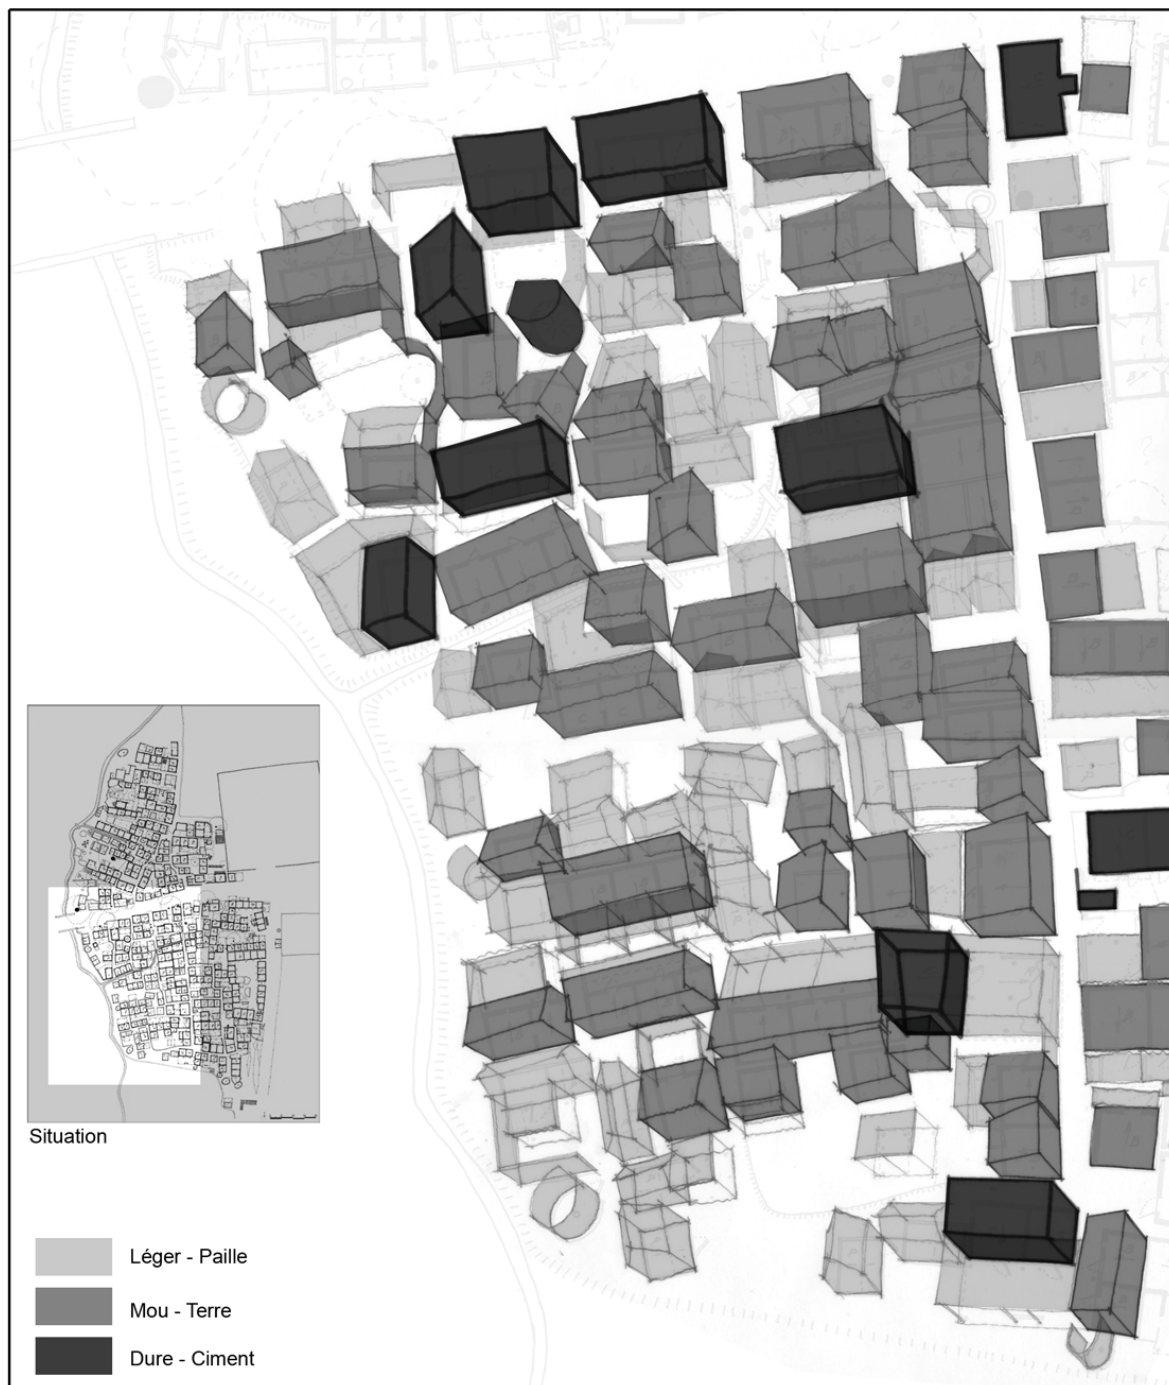 Situation
Léger - Paille
Mou - Terre
Dure - Ciment